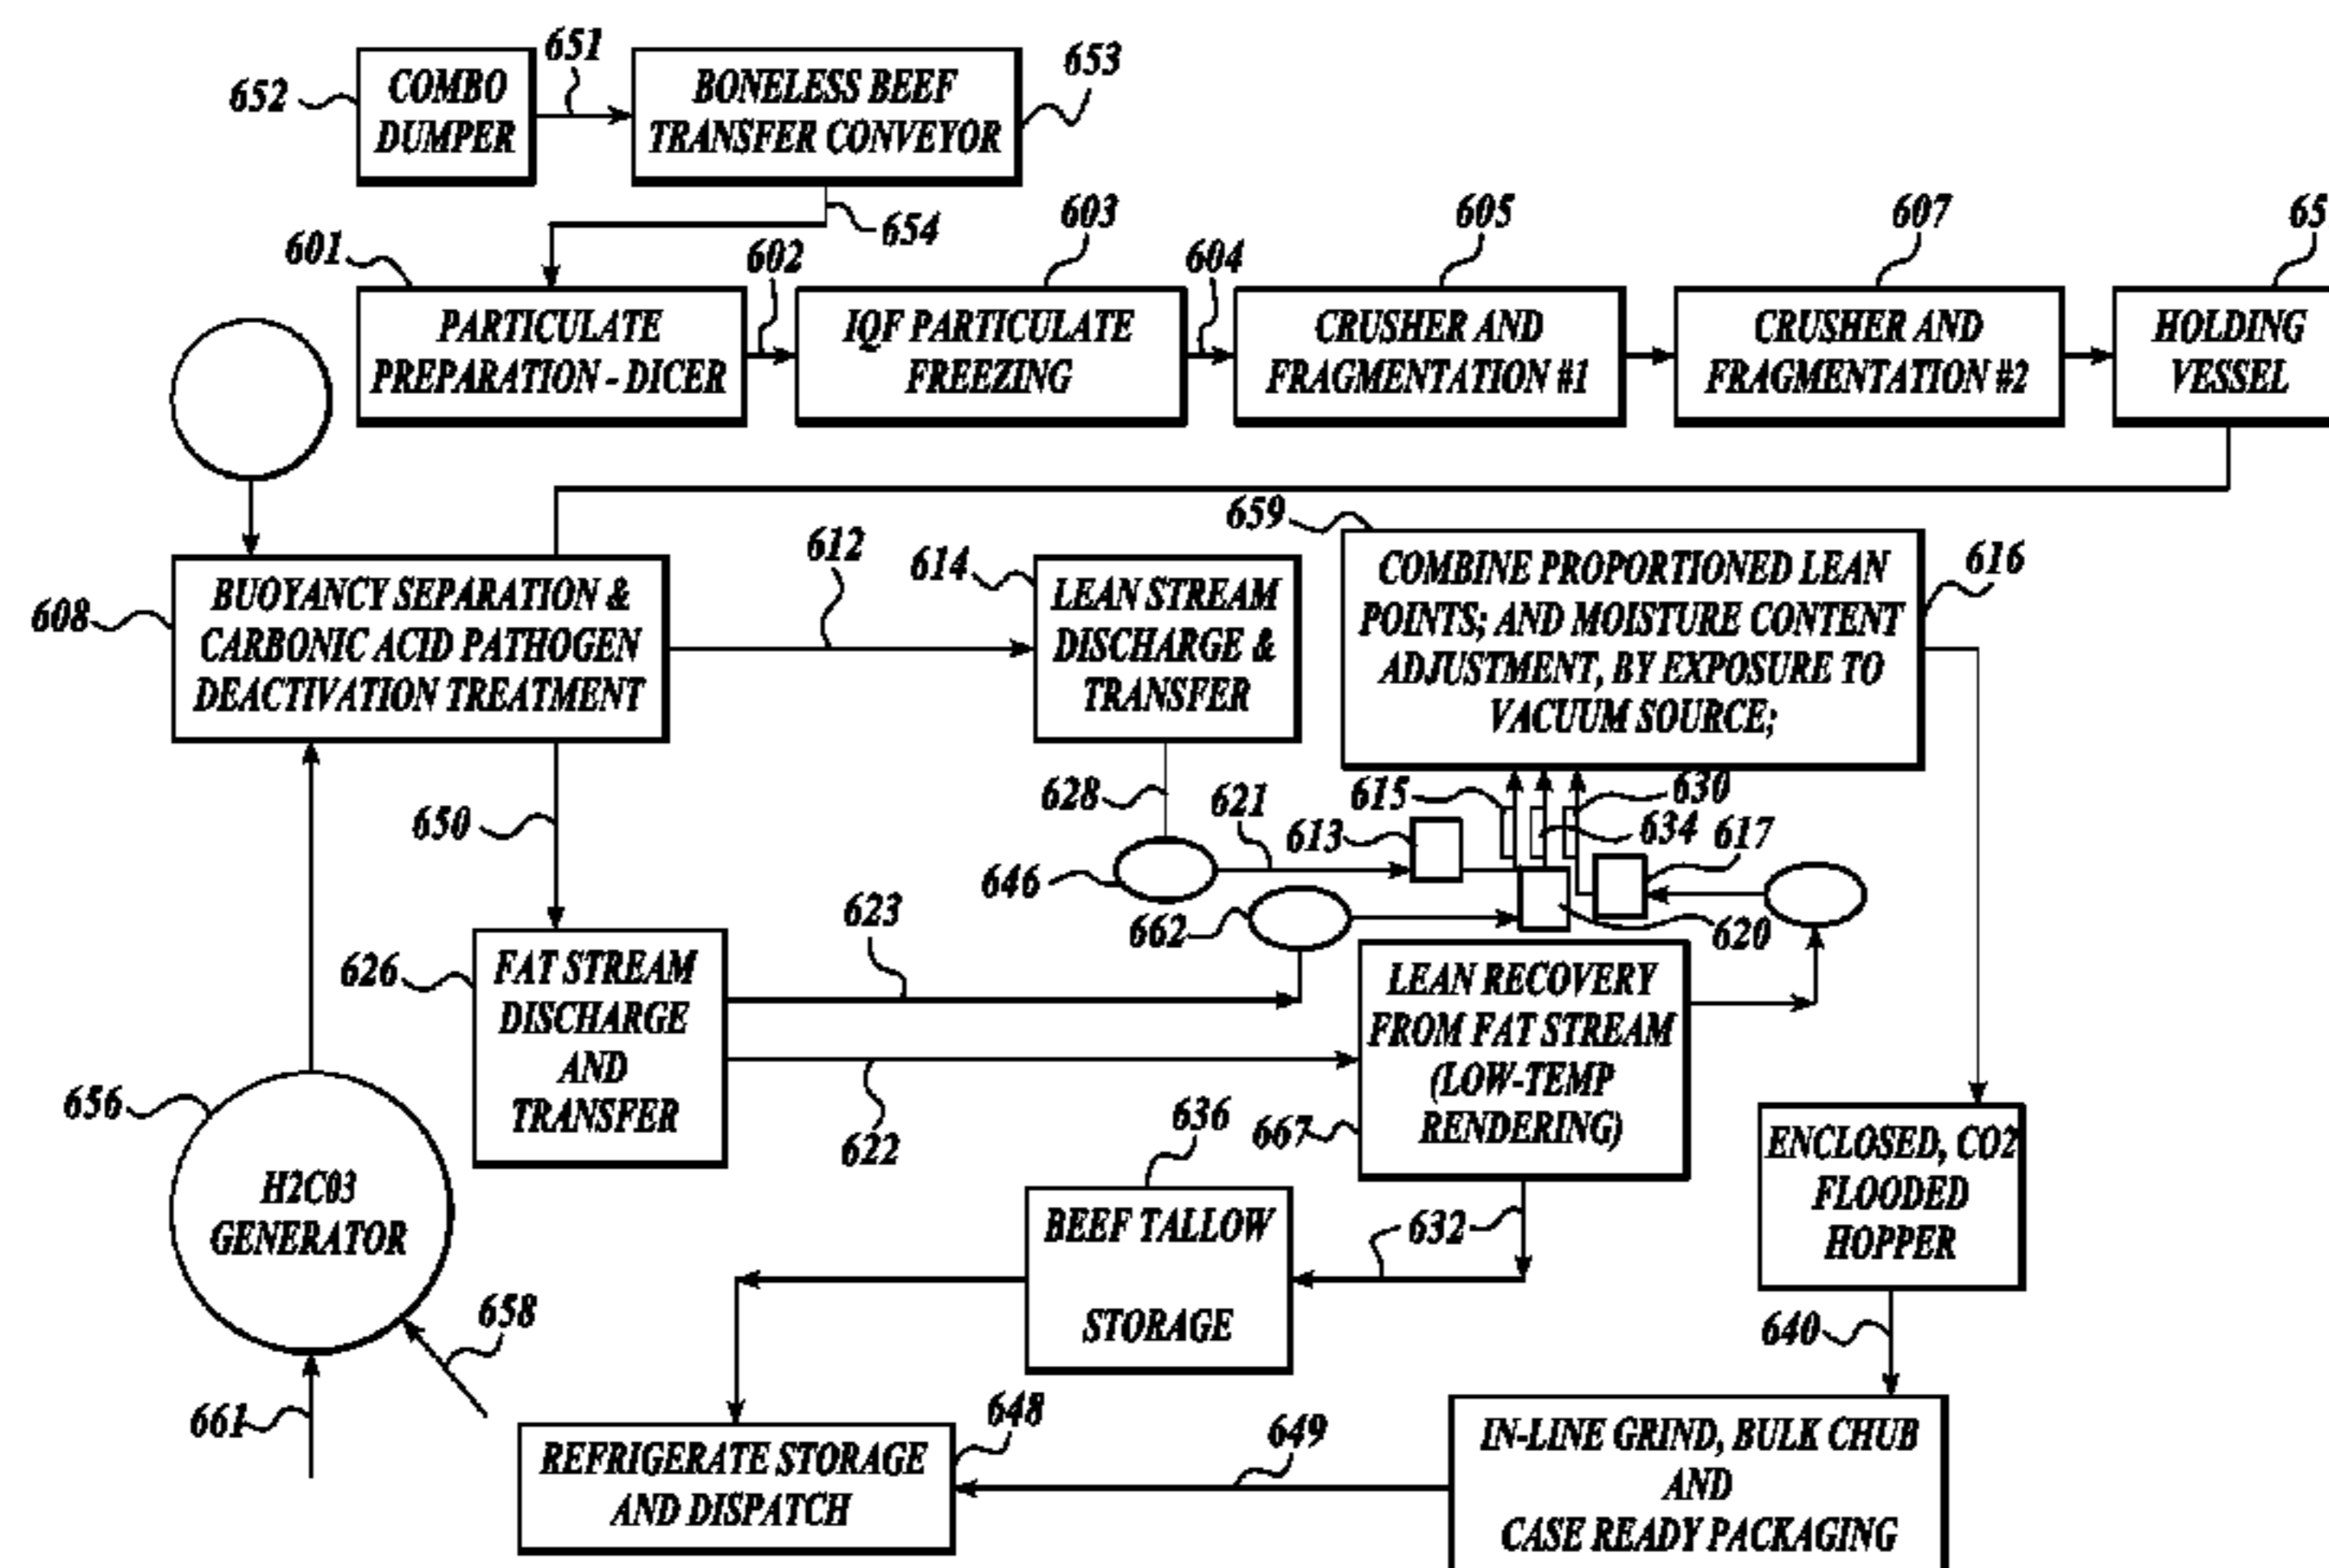 651
652
COMBO
DUMPER
BONELESS BEEF
TRANSFER CONVEYOR
653
654
601
602
603
604
605
607
PARTICULATE
PREPARATION - DICER
IQF PARTICULATE
FREEZING
CRUSHER AND
FRAGMENTATION #1
CRUSHER AND
FRAGMENTATION #2
HOLDING
VESSEL
659
612
614
616
608
BUOYANCY SEPARATION &
CARBONIC ACID PATHOGEN
DEACTIVATION TREATMENT
LEAN STREAM
DISCHARGE &
TRANSFER
COMBINE PROPORTIONED LEAN
POINTS; AND MOISTURE CONTENT
ADJUSTMENT, BY EXPOSURE TO
VACUUM SOURCE;
650
628
621
615
630
613
634
617
646
662
620
623
626
FAT STREAM
DISCHARGE
AND
TRANSFER
622
LEAN RECOVERY
FROM FAT STREAM
(LOW-TEMP
RENDERING)
667
656
H2C03
GENERATOR
636
BEEF TALLOW
STORAGE
632
ENCLOSED, CO2
FLOODED
HOPPER
640
658
661
648
REFRIGERATE STORAGE
AND DISPATCH
649
IN-LINE GRIND, BULK CHUB
AND
CASE READY PACKAGING